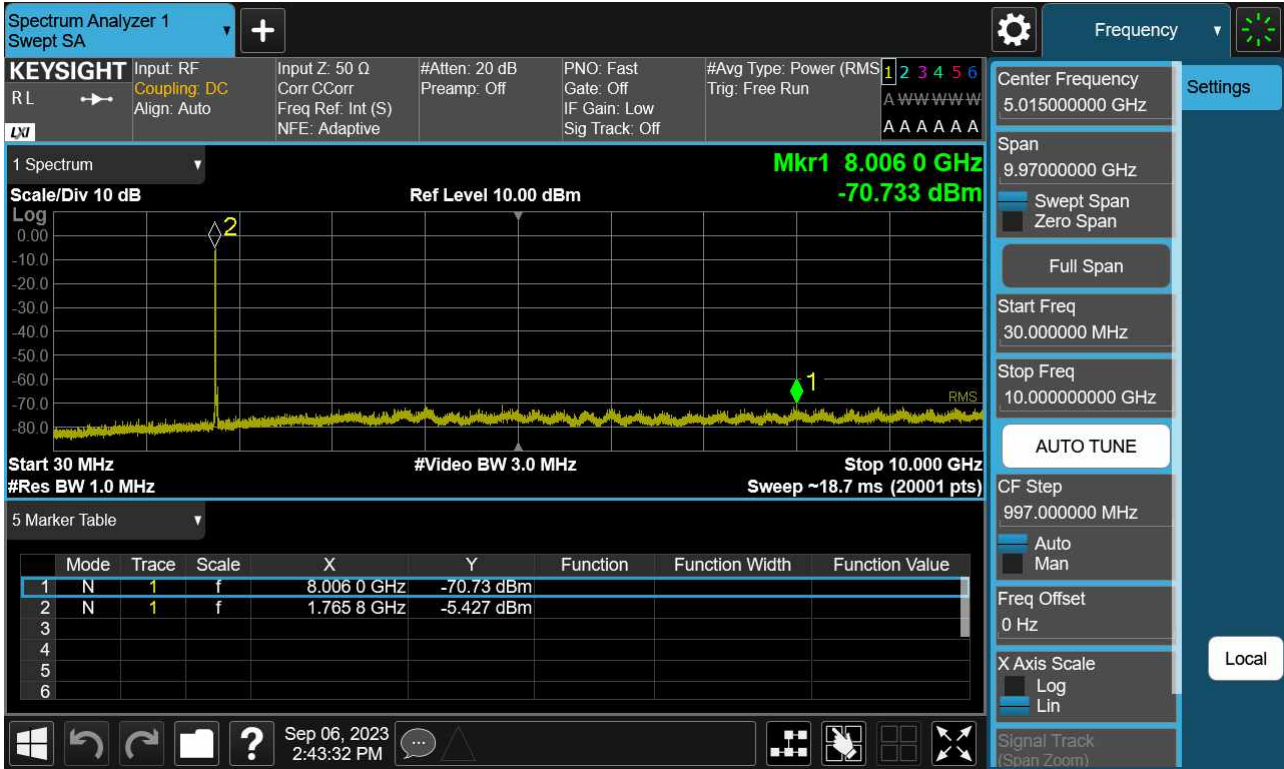 Spectrum Analyzer 1
Swept SA
Frequency
KEYSIGHT
R L
LXI
Input: RF
Coupling: DC
Align: Auto
Input Z: 50 Ω
Corr CCorr
Freq Ref: Int (S)
NFE: Adaptive
#Atten: 20 dB
Preamp: Off
PNO: Fast
Gate: Off
IF Gain: Low
Sig Track: Off
#Avg Type: Power (RMS
Trig: Free Run
1 2 3 4 5 6
A W W W W W
A A A A A A
1 Spectrum
Mkr1 8.006 0 GHz
Scale/Div 10 dB
Ref Level 10.00 dBm
-70.733 dBm
Log
0.00
-10.0
-20.0
-30.0
-40.0
-50.0
-60.0
-70.0
-80.0
2
1
RMS
Start 30 MHz
#Video BW 3.0 MHz
Stop 10.000 GHz
#Res BW 1.0 MHz
Sweep ~18.7 ms (20001 pts)
5 Marker Table
Mode Trace Scale X Y Function Function Width Function Value
1 N 1 f 8.006 0 GHz -70.73 dBm
2 N 1 f 1.765 8 GHz -5.427 dBm
3
4
5
6
Sep 06, 2023
2:43:32 PM
?
Center Frequency
5.015000000 GHz
Settings
Span
9.97000000 GHz
Swept Span
Zero Span
Full Span
Start Freq
30.000000 MHz
Stop Freq
10.000000000 GHz
AUTO TUNE
CF Step
997.000000 MHz
Auto
Man
Freq Offset
0 Hz
X Axis Scale
Log
Lin
Local
Signal Track
(Span Zoom)